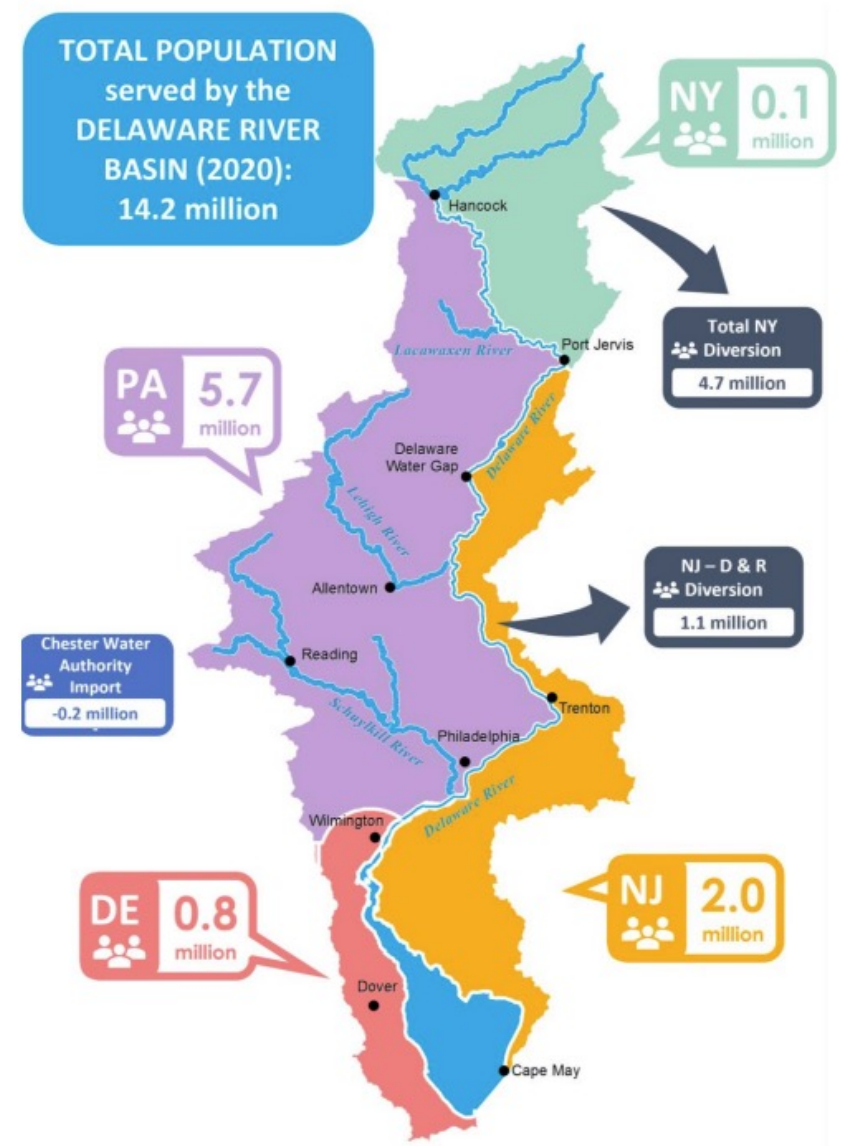 TOTAL POPULATION
served by the
DELAWARE RIVER
BASIN (2020):
14.2 million
NY
0.1
million
Hancock
Total NY
Diversion
4.7 million
Lacawaxen River
Port Jervis
PA
5.7
million
Delaware River
Delaware
Water Gap
Lehigh River
NJ – D & R
Diversion
1.1 million
Allentown
Chester Water
Authority
Import
-0.2 million
Reading
Trenton
Schuylkill River
Philadelphia
Delaware River
Wilmington
DE
0.8
million
NJ
2.0
million
Dover
Cape May